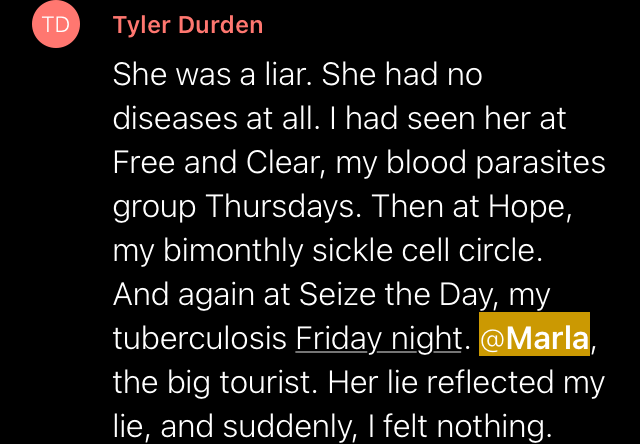 TD
Tyler Durden
She was a liar. She had no
diseases at all. I had seen her at
Free and Clear, my blood parasites
group Thursdays. Then at Hope,
my bimonthly sickle cell circle.
And again at Seize the Day, my
tuberculosis Friday night. @Marla,
the big tourist. Her lie reflected my
lie, and suddenly, I felt nothing.